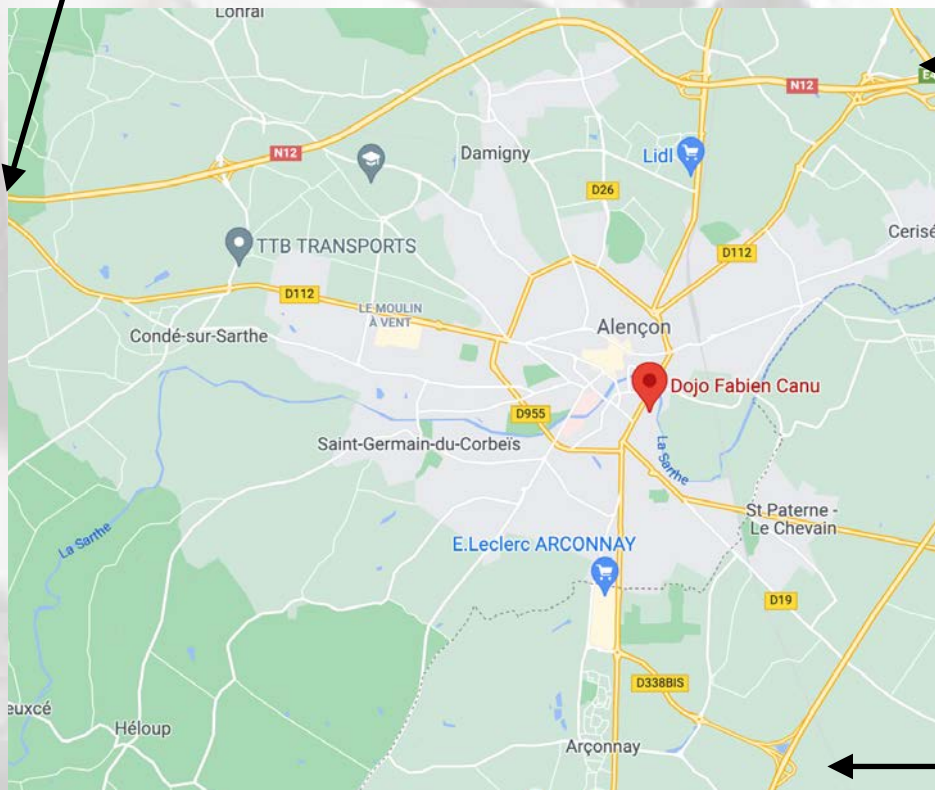 Lonrai
N12
E4
N12
Damigny
Lidl
D26
Cerisé
TTB TRANSPORTS
D112
D112
LE MOULIN
À VENT
Condé-sur-Sarthe
Alençon
Dojo Fabien Canu
D955
Saint-Germain-du-Corbeïs
La Sarthe
St Paterne -
Le Chevain
La Sarthe
E.Leclerc ARCONNAY
D19
D338BIS
euxcé
Héloup
Arçonnay